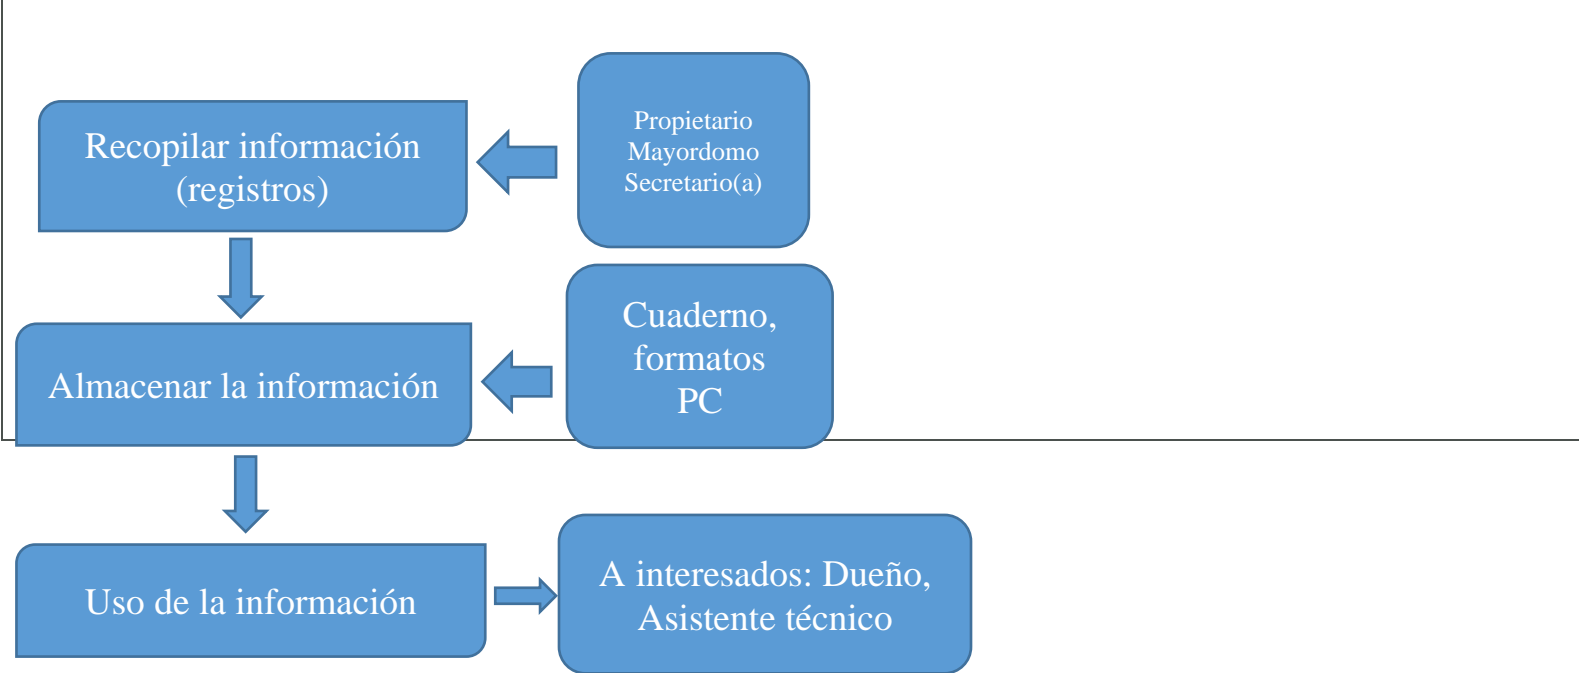 Recopilar información
(registros)
Propietario
Mayordomo
Secretario(a)
Almacenar la información
Cuaderno,
formatos
PC
Uso de la información
A interesados: Dueño,
Asistente técnico